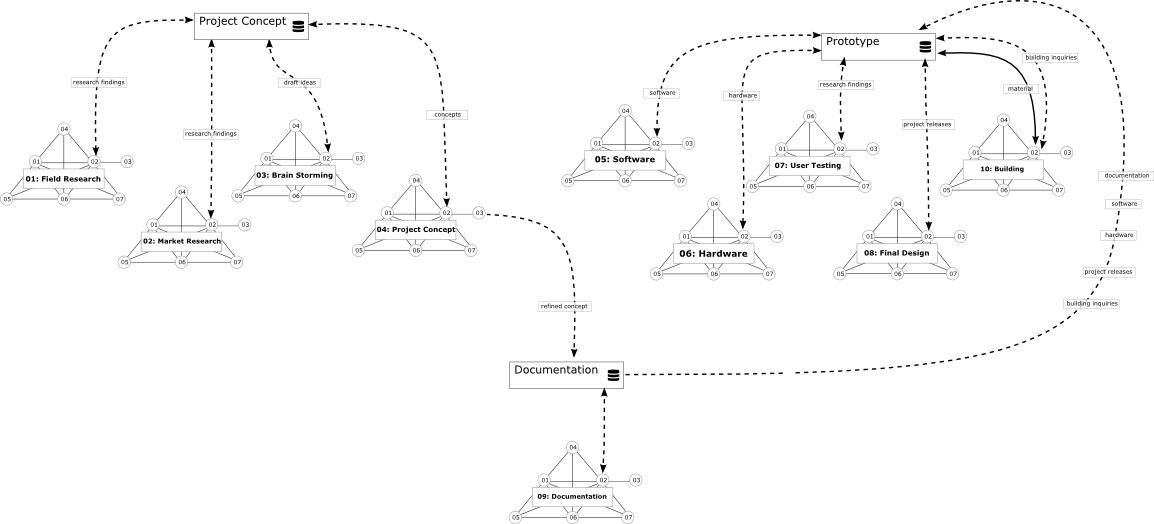 Project Concept
research findings
research findings
draft ideas
concepts
04
01
02
03
01: Field Research
05
06
07
04
01
02
03
02: Market Research
05
06
07
04
01
02
03
03: Brain Storming
05
06
07
04
01
02
03
04: Project Concept
05
06
07
refined concept
Prototype
software
hardware
research findings
project releases
building inquiries
material
04
01
02
03
05: Software
05
06
07
04
01
02
03
06: Hardware
05
06
07
04
01
02
03
07: User Testing
05
06
07
04
01
02
03
08: Final Design
05
06
07
04
01
02
03
10: Building
05
06
07
documentation
software
hardware
project releases
building inquiries
Documentation
04
01
02
03
09: Documentation
05
06
07